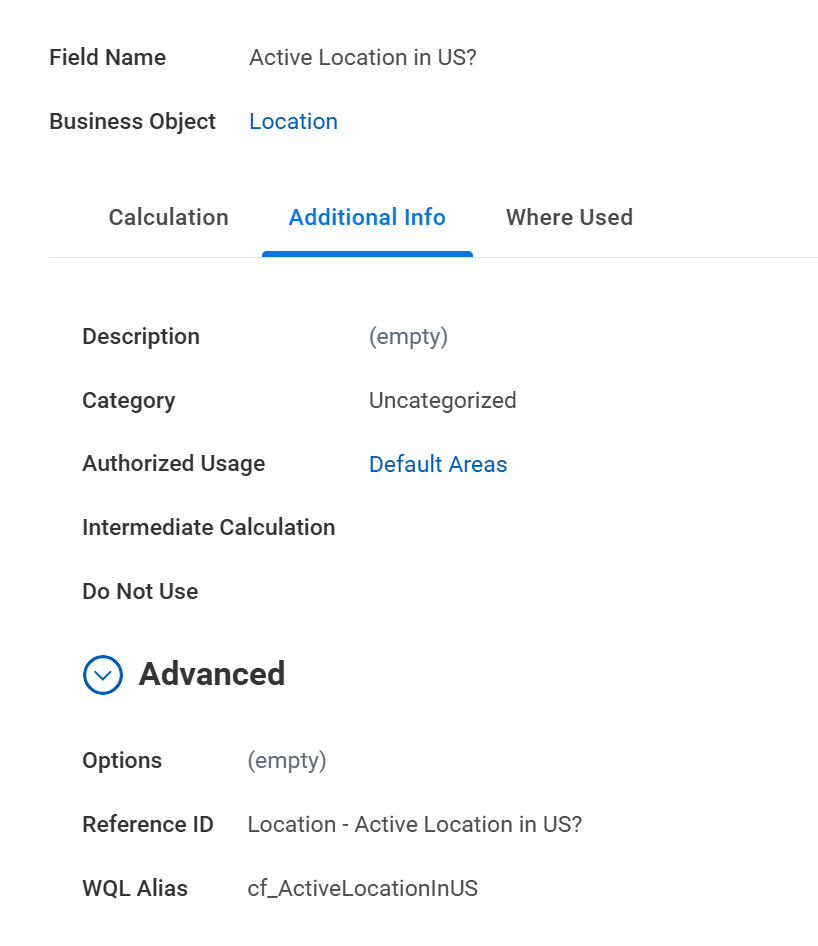 Field Name Active Location in US?
Business Object Location
Calculation Additional Info Where Used
Description (empty)
Category Uncategorized
Authorized Usage Default Areas
Intermediate Calculation
Do Not Use
Advanced
Options (empty)
Reference ID Location - Active Location in US?
WQL Alias cf_ActiveLocationInUS